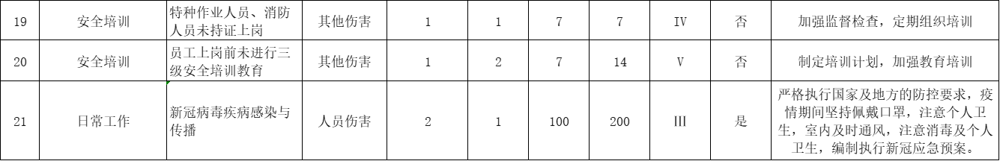 19 安全培训 特种作业人员、消防人员未持证上岗 其他伤害 1 1 7 7 IV 否 加强监督检查，定期组织培训
20 安全培训 员工上岗前未进行三级安全培训教育 其他伤害 1 2 7 14 V 否 制定培训计划，加强教育培训
21 日常工作 新冠病毒疾病感染与传播 人员伤害 2 1 100 200 III 是 严格执行国家及地方的防控要求，疫情期间坚持佩戴口罩，注意个人卫生，室内及时通风，注意消毒及个人卫生，编制执行新冠应急预案。